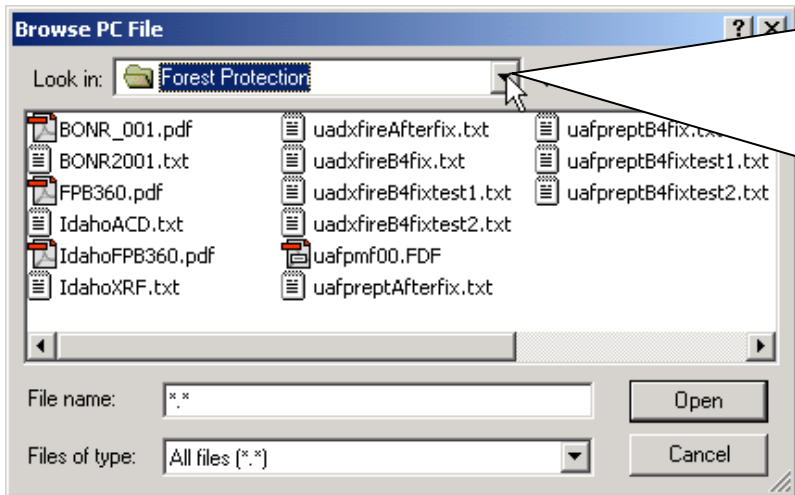 Browse PC File
Look in: Forest Protection
BONR_001.pdf
BONR2001.txt
FPB360.pdf
IdahoACD.txt
IdahoFPB360.pdf
IdahoXRF.txt
uadxfireAfterfix.txt
uadxfireB4fix.txt
uadxfireB4fixtest1.txt
uadxfireB4fixtest2.txt
uafpmf00.FDF
uafpreptAfterfix.txt
uafpreptB4fix.txt
uafpreptB4fixtest1.txt
uafpreptB4fixtest2.txt
File name: *.*
Open
Files of type: All files (*.*)
Cancel